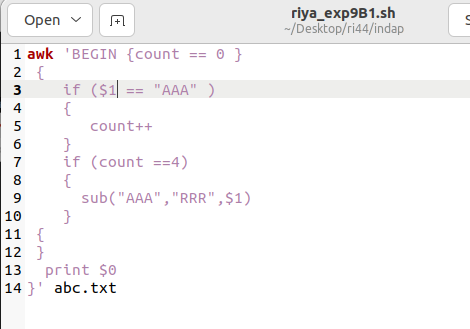 Open
riya_exp9B1.sh
~/Desktop/ri44/indap
1 awk 'BEGIN {count == 0 }
2 {
3 if ($1 == "AAA" )
4 {
5 count++
6 }
7 if (count ==4)
8 {
9 sub("AAA","RRR",$1)
10 }
11 {
12 }
13 print $0
14 }' abc.txt